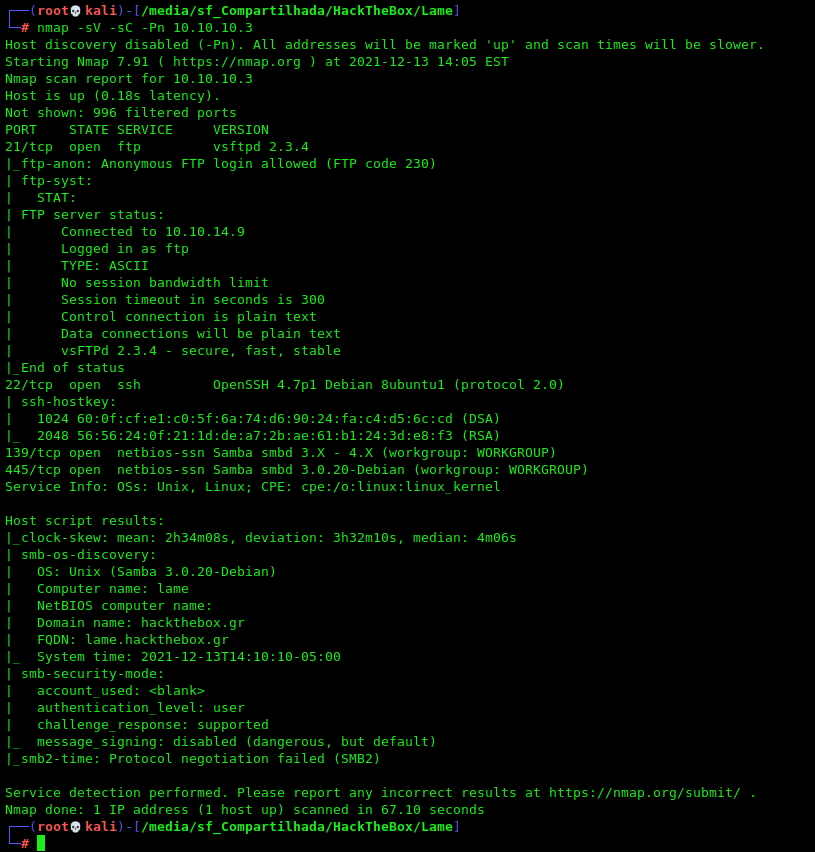 ┌──(root💀kali)-[/media/sf_Compartilhada/HackTheBox/Lame]
└─# nmap -sV -sC -Pn 10.10.10.3
Host discovery disabled (-Pn). All addresses will be marked 'up' and scan times will be slower.
Starting Nmap 7.91 ( https://nmap.org ) at 2021-12-13 14:05 EST
Nmap scan report for 10.10.10.3
Host is up (0.18s latency).
Not shown: 996 filtered ports
PORT    STATE SERVICE     VERSION
21/tcp  open  ftp         vsftpd 2.3.4
|_ftp-anon: Anonymous FTP login allowed (FTP code 230)
| ftp-syst:
|   STAT:
| FTP server status:
|      Connected to 10.10.14.9
|      Logged in as ftp
|      TYPE: ASCII
|      No session bandwidth limit
|      Session timeout in seconds is 300
|      Control connection is plain text
|      Data connections will be plain text
|      vsFTPd 2.3.4 - secure, fast, stable
|_End of status
22/tcp  open  ssh         OpenSSH 4.7p1 Debian 8ubuntu1 (protocol 2.0)
| ssh-hostkey:
|   1024 60:0f:cf:e1:c0:5f:6a:74:d6:90:24:fa:c4:d5:6c:cd (DSA)
|_  2048 56:56:24:0f:21:1d:de:a7:2b:ae:61:b1:24:3d:e8:f3 (RSA)
139/tcp open  netbios-ssn Samba smbd 3.X - 4.X (workgroup: WORKGROUP)
445/tcp open  netbios-ssn Samba smbd 3.0.20-Debian (workgroup: WORKGROUP)
Service Info: OSs: Unix, Linux; CPE: cpe:/o:linux:linux_kernel

Host script results:
|_clock-skew: mean: 2h34m08s, deviation: 3h32m10s, median: 4m06s
| smb-os-discovery:
|   OS: Unix (Samba 3.0.20-Debian)
|   Computer name: lame
|   NetBIOS computer name:
|   Domain name: hackthebox.gr
|   FQDN: lame.hackthebox.gr
|_  System time: 2021-12-13T14:10:10-05:00
| smb-security-mode:
|   account_used: <blank>
|   authentication_level: user
|   challenge_response: supported
|_  message_signing: disabled (dangerous, but default)
|_smb2-time: Protocol negotiation failed (SMB2)

Service detection performed. Please report any incorrect results at https://nmap.org/submit/ .
Nmap done: 1 IP address (1 host up) scanned in 67.10 seconds
┌──(root💀kali)-[/media/sf_Compartilhada/HackTheBox/Lame]
└─#